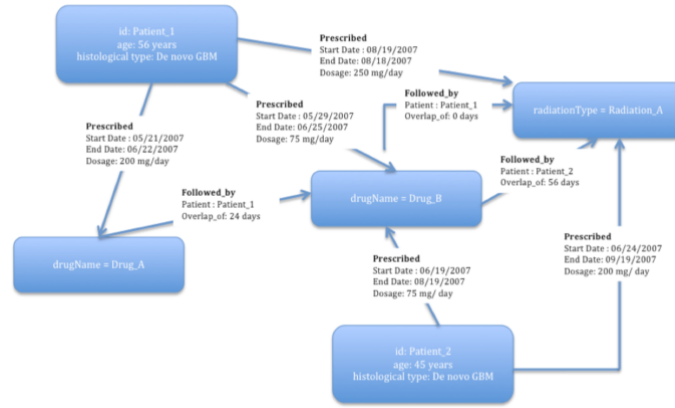 id: Patient_1
age: 56 years
histological type: De novo GBM
Prescribed
Start Date : 08/19/2007
End Date: 08/18/2007
Dosage: 250 mg/day
Followed_by
Patient : Patient_1
Overlap_of: 0 days
radiationType = Radiation_A
Prescribed
Start Date : 05/29/2007
End Date: 06/25/2007
Dosage: 75 mg/day
Prescribed
Start Date : 05/21/2007
End Date: 06/22/2007
Dosage: 200 mg/day
Followed_by
Patient : Patient_2
Overlap_of: 56 days
Followed_by
Patient : Patient_1
Overlap_of: 24 days
drugName = Drug_B
drugName = Drug_A
Prescribed
Start Date : 06/24/2007
End Date: 09/19/2007
Dosage: 200 mg/ day
Prescribed
Start Date : 06/19/2007
End Date: 08/19/2007
Dosage: 75 mg/ day
id: Patient_2
age: 45 years
histological type: De novo GBM